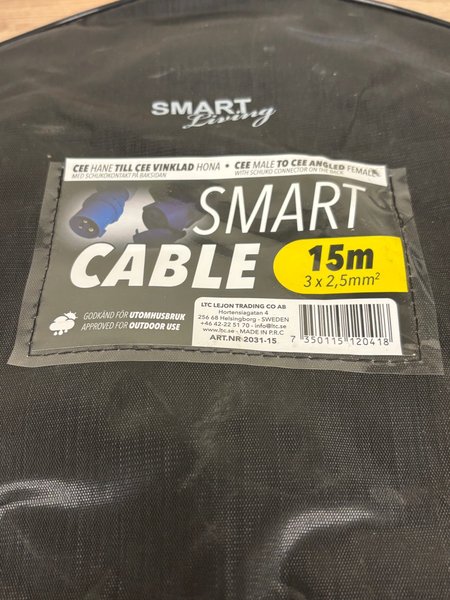 SMART
Living
CEE HANE TILL CEE VINKLAD HONA • CEE MALE TO CEE ANGLED FEMALE
MED SCHUKOKONTAKT PÅ BAKSIDAN WITH SCHUKO CONNECTOR ON THE BACK
SMART
CABLE
15m
3 x 2,5mm²
GODKÄND FÖR UTOMHUSBRUK
APPROVED FOR OUTDOOR USE
LTC LEJON TRADING CO AB
Hortensiagatan 4
256 68 Helsingborg - SWEDEN
+46 42-22 51 70 - info@ltc.se
www.ltc.se - MADE IN P.R.C
ART.NR 2031-15
7 350115 120418